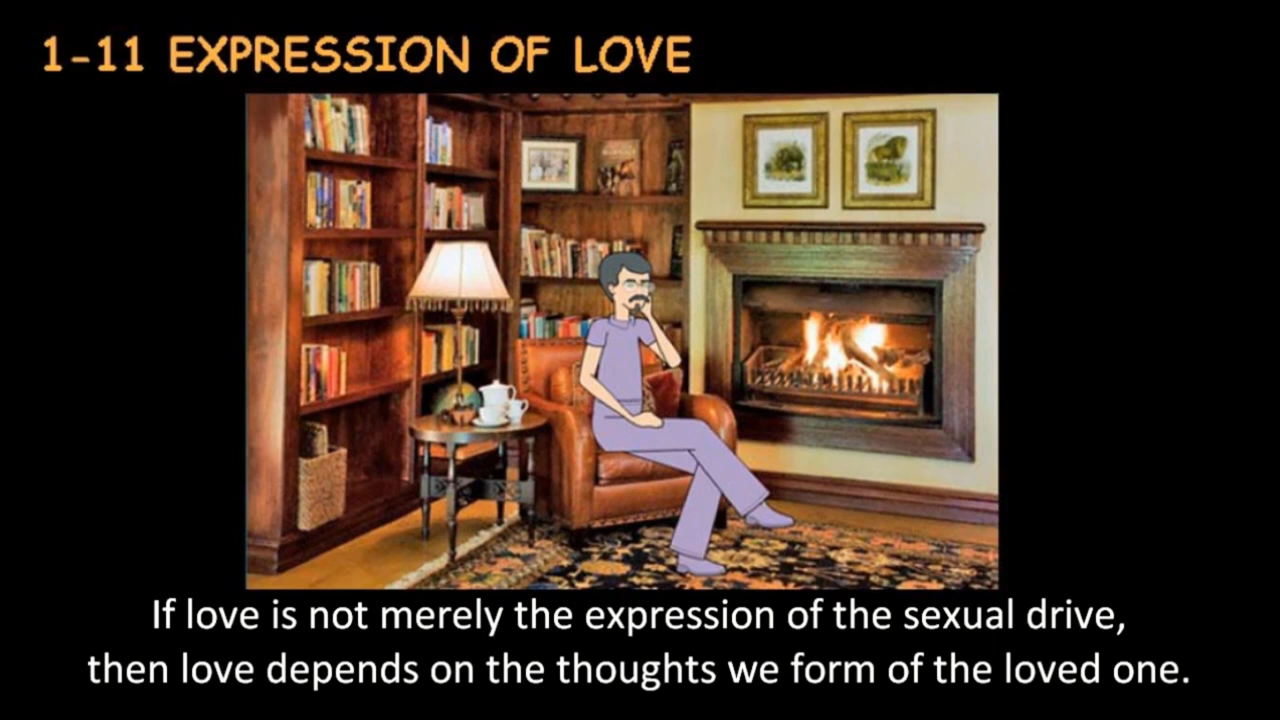 1-11 EXPRESSION OF LOVE
If love is not merely the expression of the sexual drive,
then love depends on the thoughts we form of the loved one.